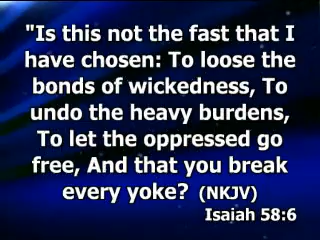 "Is this not the fast that I
have chosen: To loose the
bonds of wickedness, To
undo the heavy burdens,
To let the oppressed go
free, And that you break
every yoke? (NKJV)
Isaiah 58:6